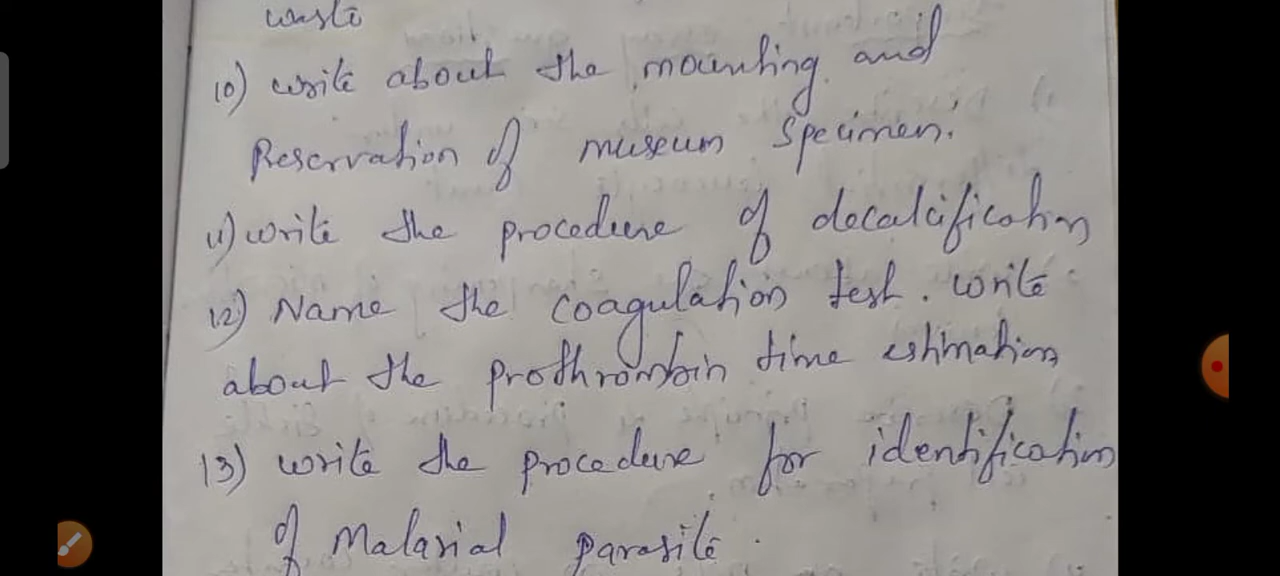 waste
10) write about the mounting and
Preservation of museum specimen.
11) write the procedure of decalcification
12) Name the coagulation test. write
about the prothrombin time estimation
13) write the procedure for identification
of Malarial parasite.